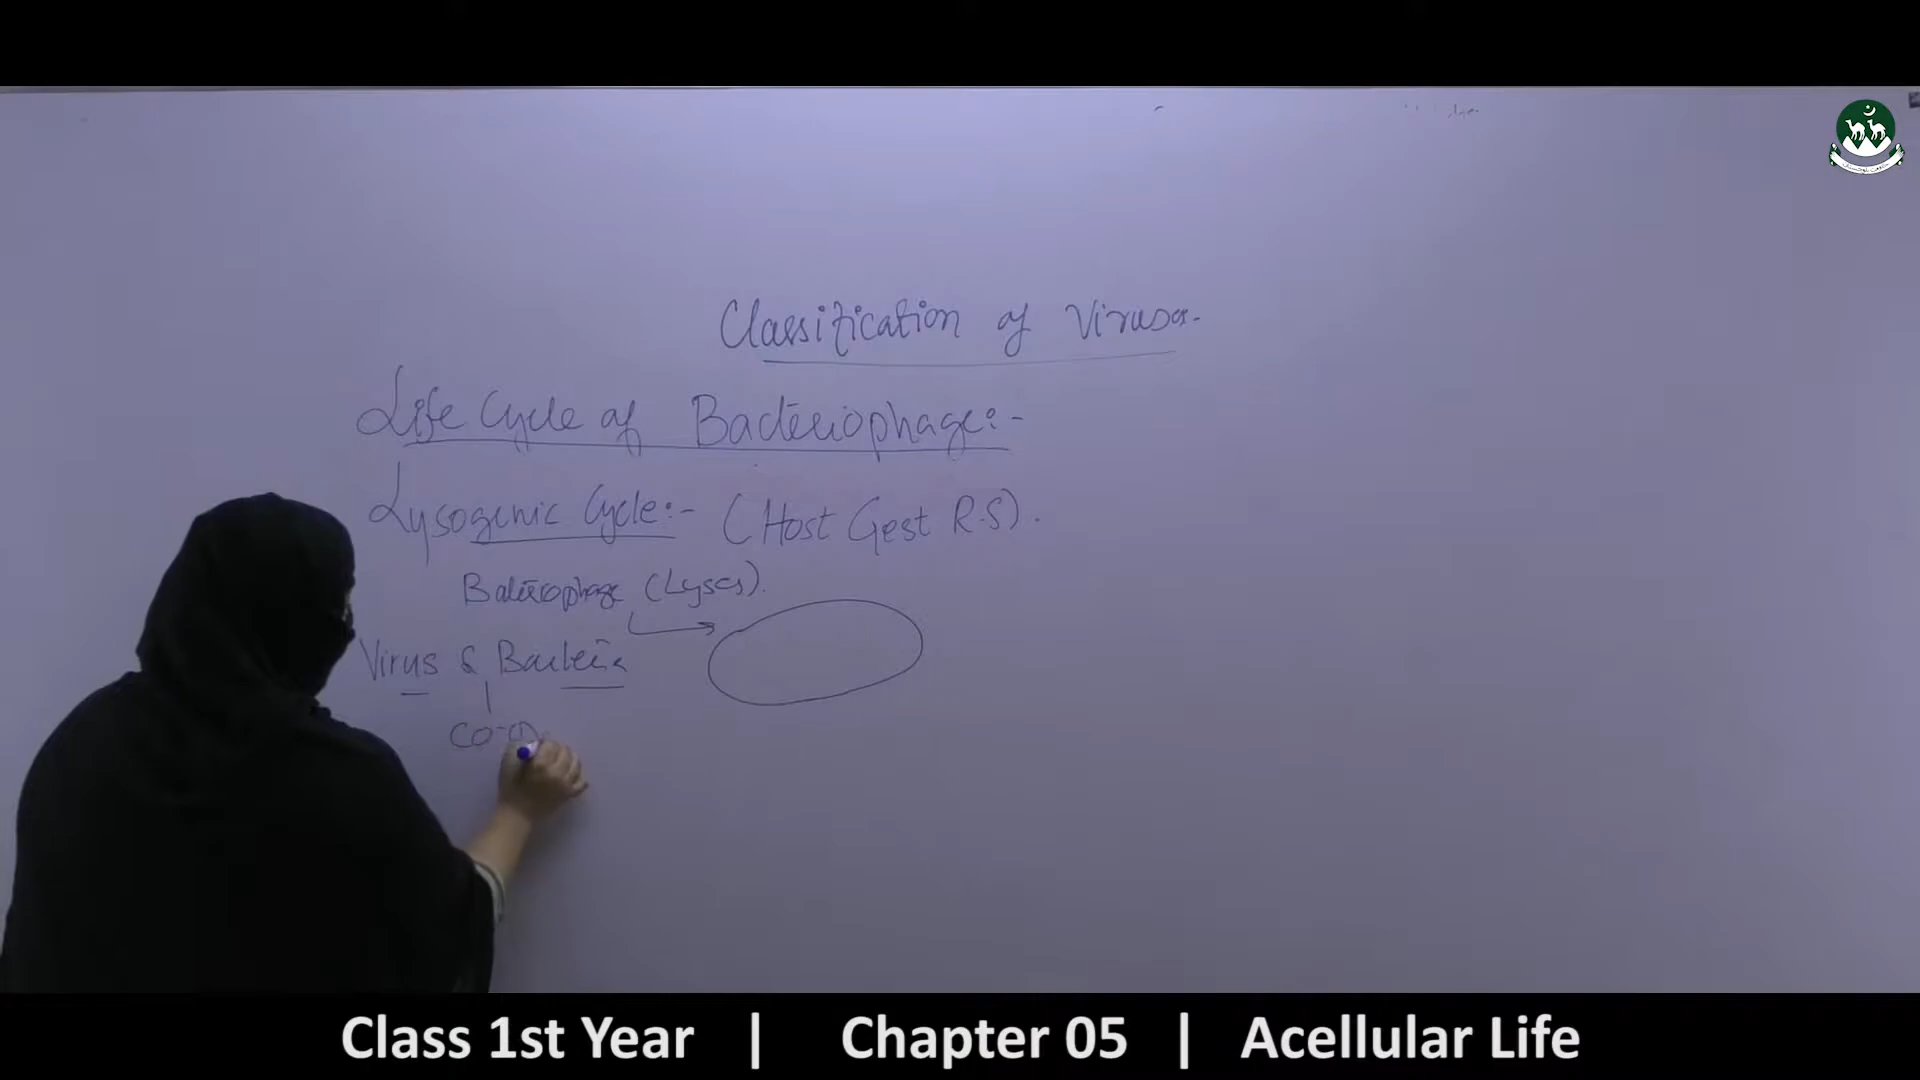 Classification of Viruses.
Life Cycle of Bacteriophage:-
Lysogenic Cycle:- (Host Gest R.S).
Bacteriophage (Lyses).
Virus & Bacteria
Co-
Class 1st Year | Chapter 05 | Acellular Life